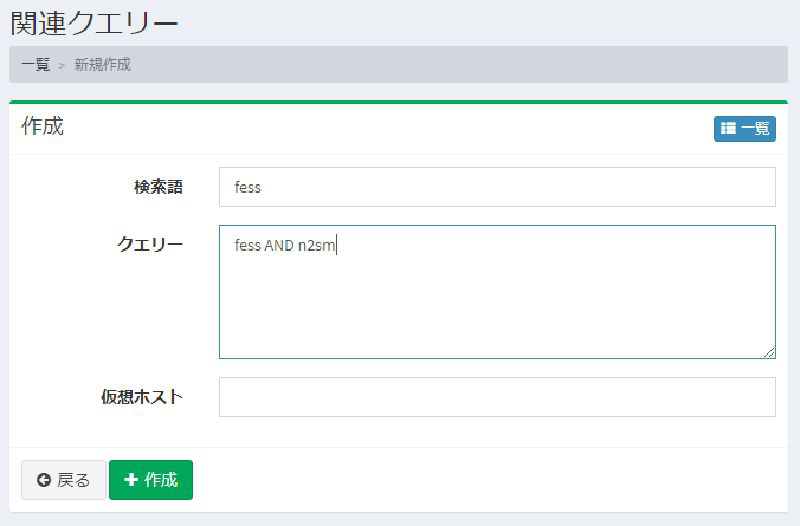 関連クエリー
一覧 > 新規作成
作成
一覧
検索語 fess
クエリー fess AND n2sm
仮想ホスト
戻る 作成